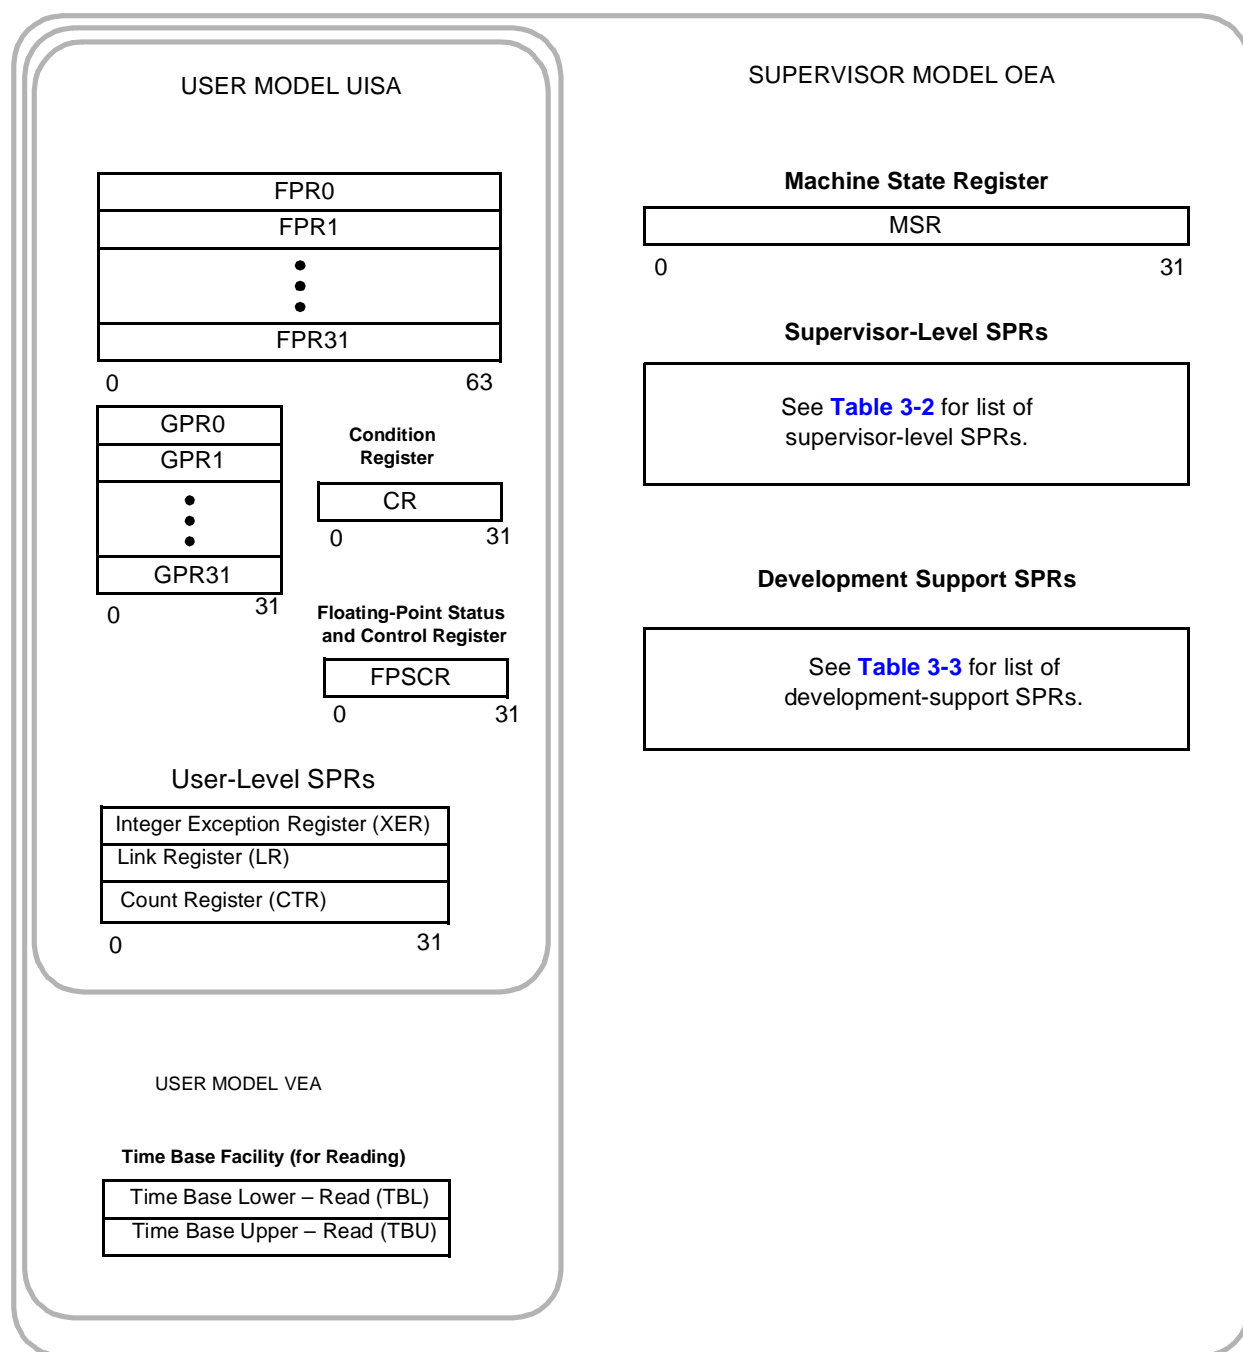 USER MODEL UISA
FPR0
FPR1
FPR31
0 63
GPR0
GPR1
GPR31
0 31
Condition
Register
CR
0 31
Floating-Point Status
and Control Register
FPSCR
0 31
User-Level SPRs
Integer Exception Register (XER)
Link Register (LR)
Count Register (CTR)
0 31
USER MODEL VEA
Time Base Facility (for Reading)
Time Base Lower – Read (TBL)
Time Base Upper – Read (TBU)
SUPERVISOR MODEL OEA
Machine State Register
MSR
0 31
Supervisor-Level SPRs
See Table 3-2 for list of
supervisor-level SPRs.
Development Support SPRs
See Table 3-3 for list of
development-support SPRs.